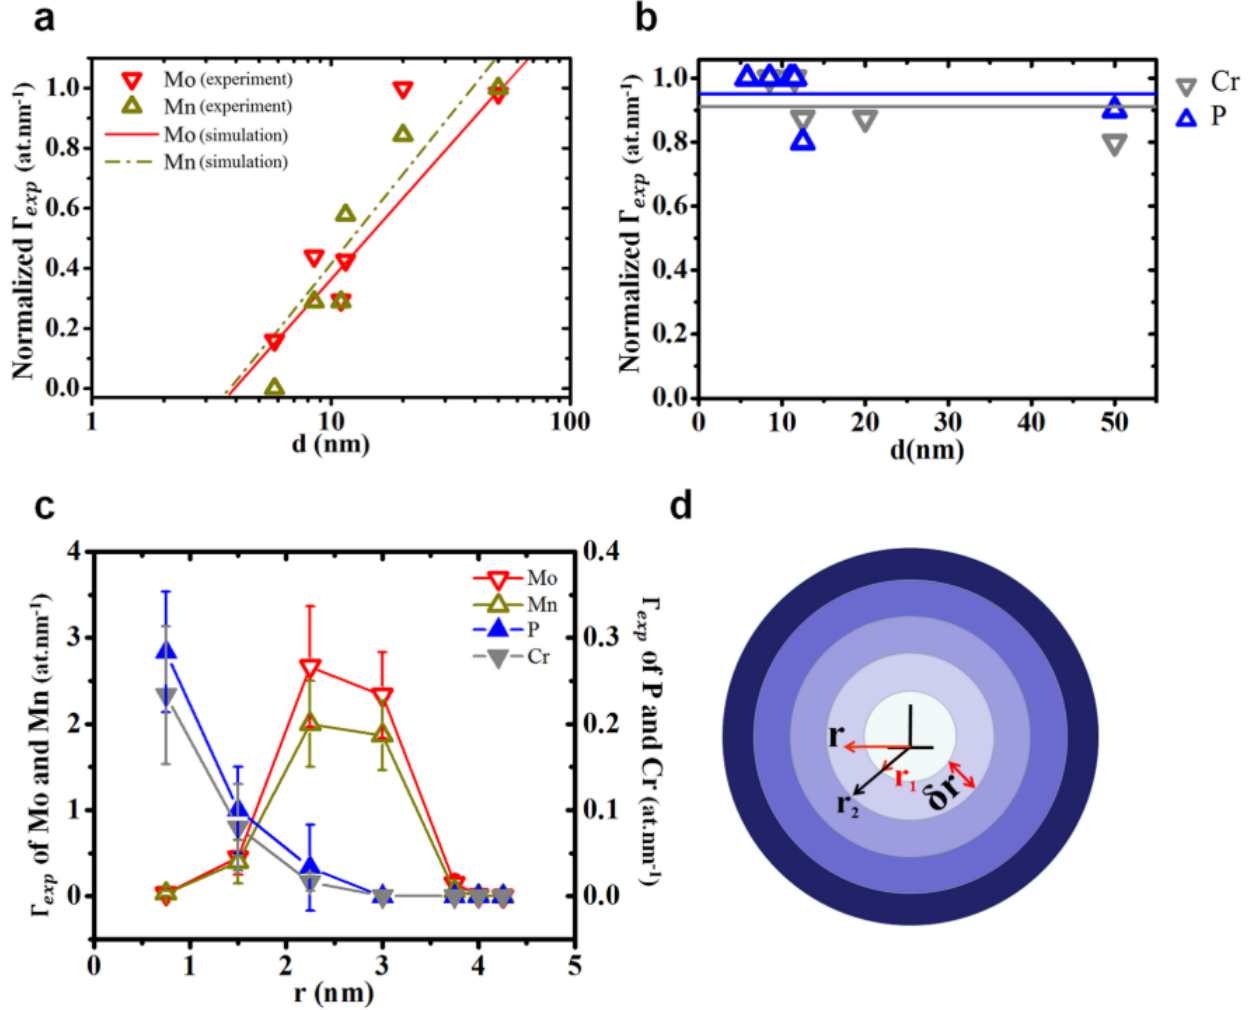 a
Normalized Γexp (at.nm-1)
1.0
0.8
0.6
0.4
0.2
0.0
Mo (experiment)
Mn (experiment)
Mo (simulation)
Mn (simulation)
1 10 100
d (nm)
b
Normalized Γexp (at.nm-1)
1.0
0.8
0.6
0.4
0.2
0.0
Cr
P
0 10 20 30 40 50
d(nm)
c
Γexp of Mo and Mn (at.nm-1)
4
3
2
1
0
Mo
Mn
P
Cr
0.4
0.3
0.2
0.1
0.0
Γexp of P and Cr (at.nm-1)
0 1 2 3 4 5
r (nm)
d
r
r1
r2
δr